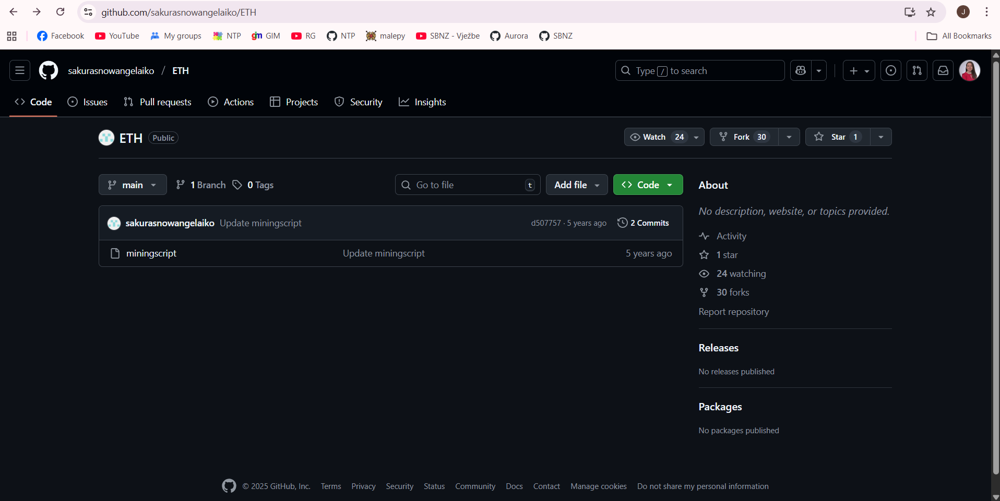 github.com/sakurasnowangelaiko/ETH
J
Facebook YouTube My groups NTP gm GIM RG NTP malepy SBNZ - Vježbe Aurora SBNZ All Bookmarks
sakurasnowangelaiko / ETH Type / to search
Code Issues Pull requests Actions Projects Security Insights
ETH Public Watch 24 Fork 30 Star 1
main 1 Branch 0 Tags Go to file t Add file Code
sakurasnowangelaiko Update miningscript d507757 · 5 years ago 2 Commits
miningscript Update miningscript 5 years ago
About
No description, website, or topics provided.
Activity
1 star
24 watching
30 forks
Report repository
Releases
No releases published
Packages
No packages published
© 2025 GitHub, Inc. Terms Privacy Security Status Community Docs Contact Manage cookies Do not share my personal information